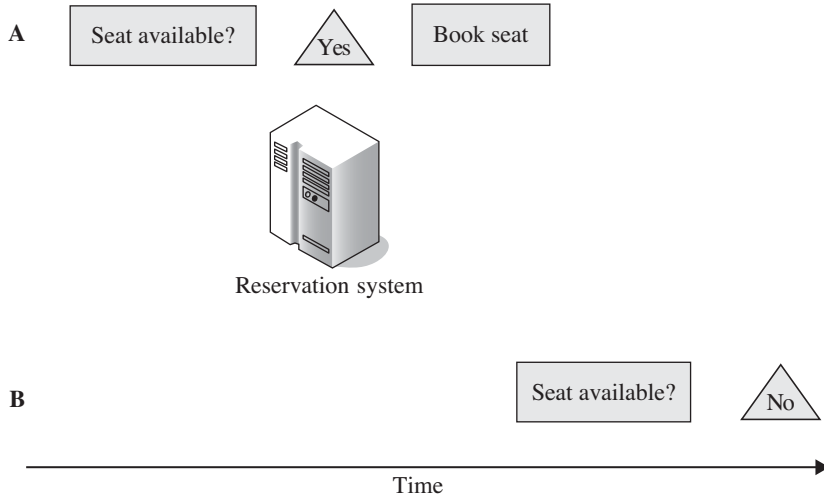 A
Seat available?
Yes
Book seat
Reservation system
B
Seat available?
No
Time